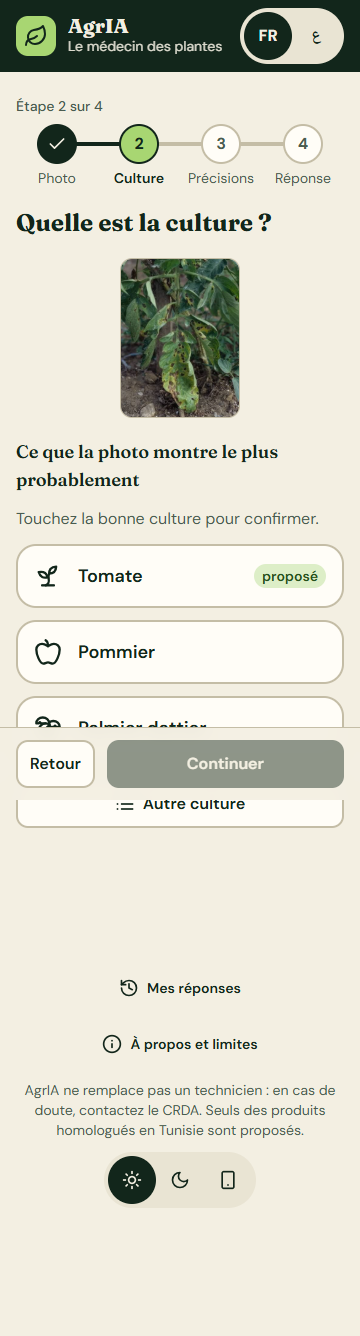 AgrIA
Le médecin des plantes
FR
ع
Étape 2 sur 4
2
3
4
Photo
Culture
Précisions
Réponse
Quelle est la culture ?
Ce que la photo montre le plus
probablement
Touchez la bonne culture pour confirmer.
Tomate
proposé
Pommier
Palmier dattier
Retour
Continuer
Autre culture
Mes réponses
À propos et limites
AgrIA ne remplace pas un technicien : en cas de
doute, contactez le CRDA. Seuls des produits
homologués en Tunisie sont proposés.